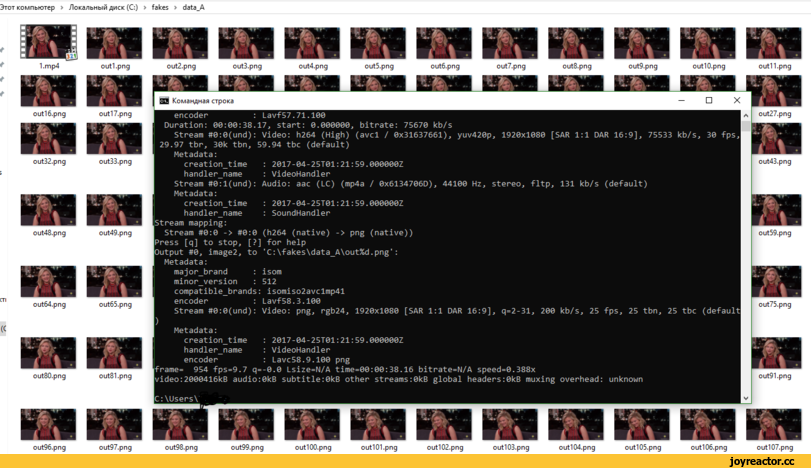 Этот компьютер > Локальный диск (C:) > fakes > data_A
1.mp4 out1.png out2.png out3.png out4.png out5.png out6.png out7.png out8.png out9.png out10.png out11.png
out16.png out17.png out27.png
out32.png out33.png out43.png
out48.png out49.png out59.png
out64.png out65.png out75.png
out80.png out81.png out91.png
out96.png out97.png out98.png out99.png out100.png out101.png out102.png out103.png out104.png out105.png out106.png out107.png
Командная строка
encoder : Lavf57.71.100
Duration: 00:00:38.17, start: 0.000000, bitrate: 75670 kb/s
Stream #0:0(und): Video: h264 (High) (avc1 / 0x31637661), yuv420p, 1920x1080 [SAR 1:1 DAR 16:9], 75533 kb/s, 30 fps,
29.97 tbr, 30k tbn, 59.94 tbc (default)
Metadata:
creation_time : 2017-04-25T01:21:59.000000Z
handler_name : VideoHandler
Stream #0:1(und): Audio: aac (LC) (mp4a / 0x6134706D), 44100 Hz, stereo, fltp, 131 kb/s (default)
Metadata:
creation_time : 2017-04-25T01:21:59.000000Z
handler_name : SoundHandler
Stream mapping:
Stream #0:0 -> #0:0 (h264 (native) -> png (native))
Press [q] to stop, [?] for help
Output #0, image2, to 'C:\fakes\data_A\out%d.png':
Metadata:
major_brand : isom
minor_version : 512
compatible_brands: isomiso2avc1mp41
encoder : Lavf58.3.100
Stream #0:0(und): Video: png, rgb24, 1920x1080 [SAR 1:1 DAR 16:9], q=2-31, 200 kb/s, 25 fps, 25 tbn, 25 tbc (default
)
Metadata:
creation_time : 2017-04-25T01:21:59.000000Z
handler_name : VideoHandler
encoder : Lavc58.9.100 png
frame= 954 fps=9.7 q=-0.0 Lsize=N/A time=00:00:38.16 bitrate=N/A speed=0.388x
video:2000416kB audio:0kB subtitle:0kB other streams:0kB global headers:0kB muxing overhead: unknown
C:\Users\
joyreactor.cc